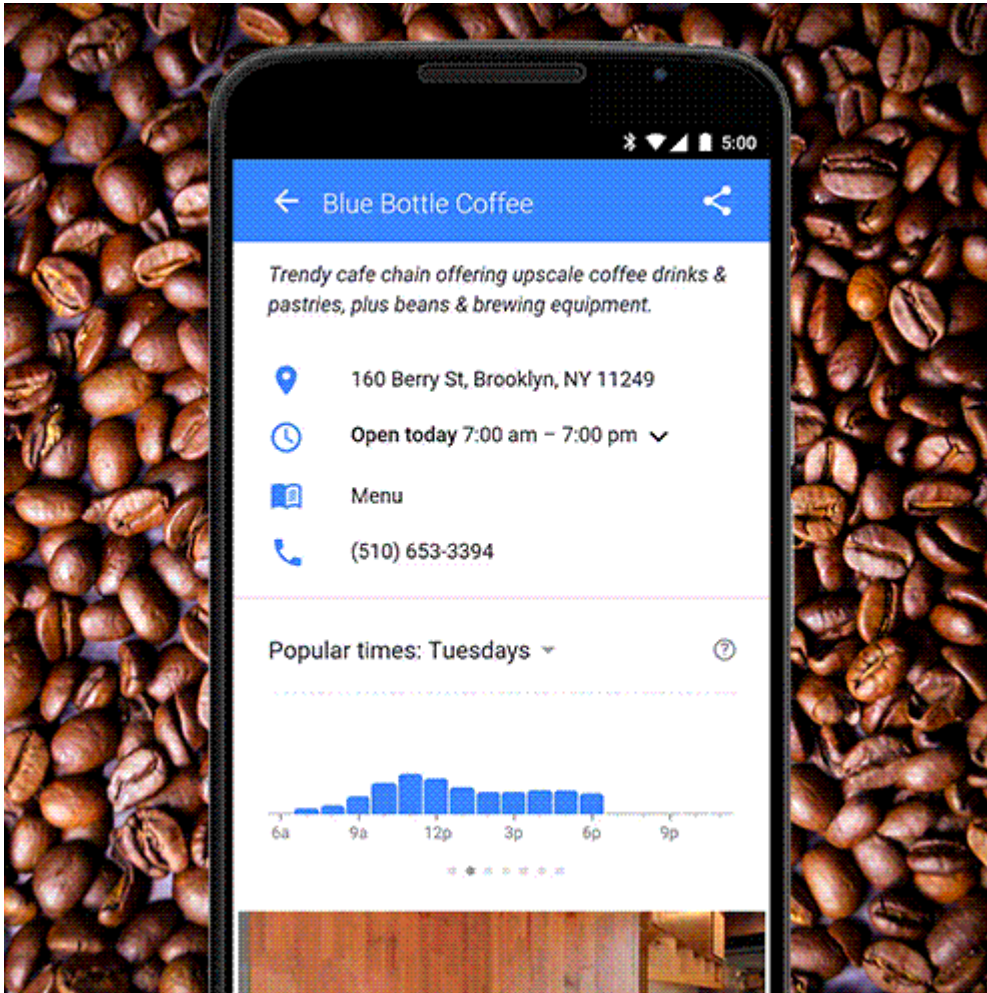 5:00
Blue Bottle Coffee
Trendy cafe chain offering upscale coffee drinks &
pastries, plus beans & brewing equipment.
160 Berry St, Brooklyn, NY 11249
Open today 7:00 am – 7:00 pm
Menu
(510) 653-3394
Popular times: Tuesdays
?
6a 9a 12p 3p 6p 9p